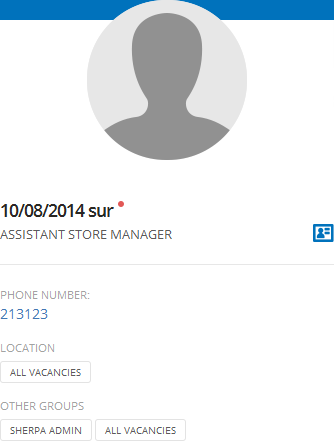 10/08/2014 sur
ASSISTANT STORE MANAGER
PHONE NUMBER:
213123
LOCATION
ALL VACANCIES
OTHER GROUPS
SHERPA ADMIN ALL VACANCIES